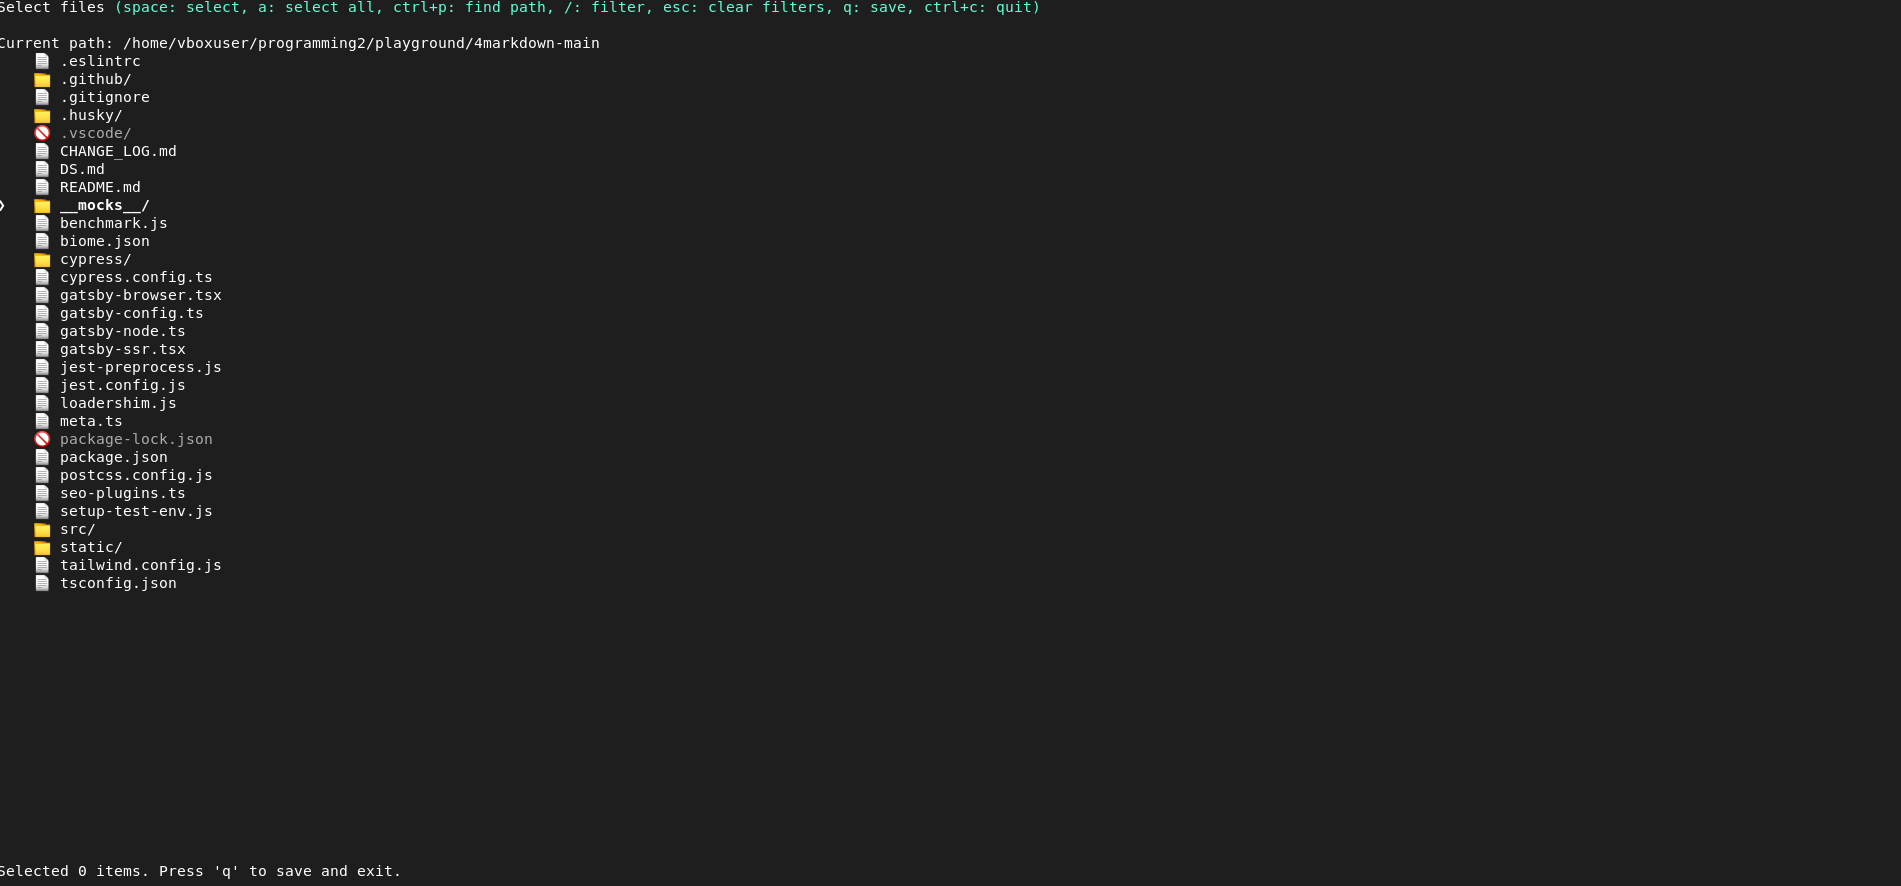 Select files (space: select, a: select all, ctrl+p: find path, /: filter, esc: clear filters, q: save, ctrl+c: quit)
Current path: /home/vboxuser/programming2/playground/4markdown-main
.eslintrc
.github/
.gitignore
.husky/
.vscode/
CHANGE_LOG.md
DS.md
README.md
❯ __mocks__/
benchmark.js
biome.json
cypress/
cypress.config.ts
gatsby-browser.tsx
gatsby-config.ts
gatsby-node.ts
gatsby-ssr.tsx
jest-preprocess.js
jest.config.js
loadershim.js
meta.ts
package-lock.json
package.json
postcss.config.js
seo-plugins.ts
setup-test-env.js
src/
static/
tailwind.config.js
tsconfig.json
Selected 0 items. Press 'q' to save and exit.